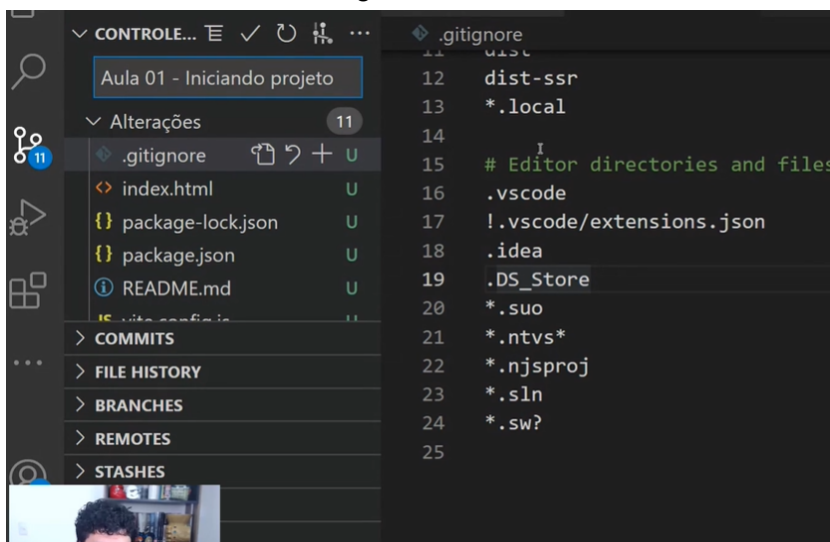 CONTROLE...
Aula 01 - Iniciando projeto
Alterações 11
.gitignore U
index.html U
package-lock.json U
package.json U
README.md U
COMMITS
FILE HISTORY
BRANCHES
REMOTES
STASHES
11
.gitignore
12 dist-ssr
13 *.local
14
15 # Editor directories and files
16 .vscode
17 !.vscode/extensions.json
18 .idea
19 .DS_Store
20 *.suo
21 *.ntvs*
22 *.njsproj
23 *.sln
24 *.sw?
25